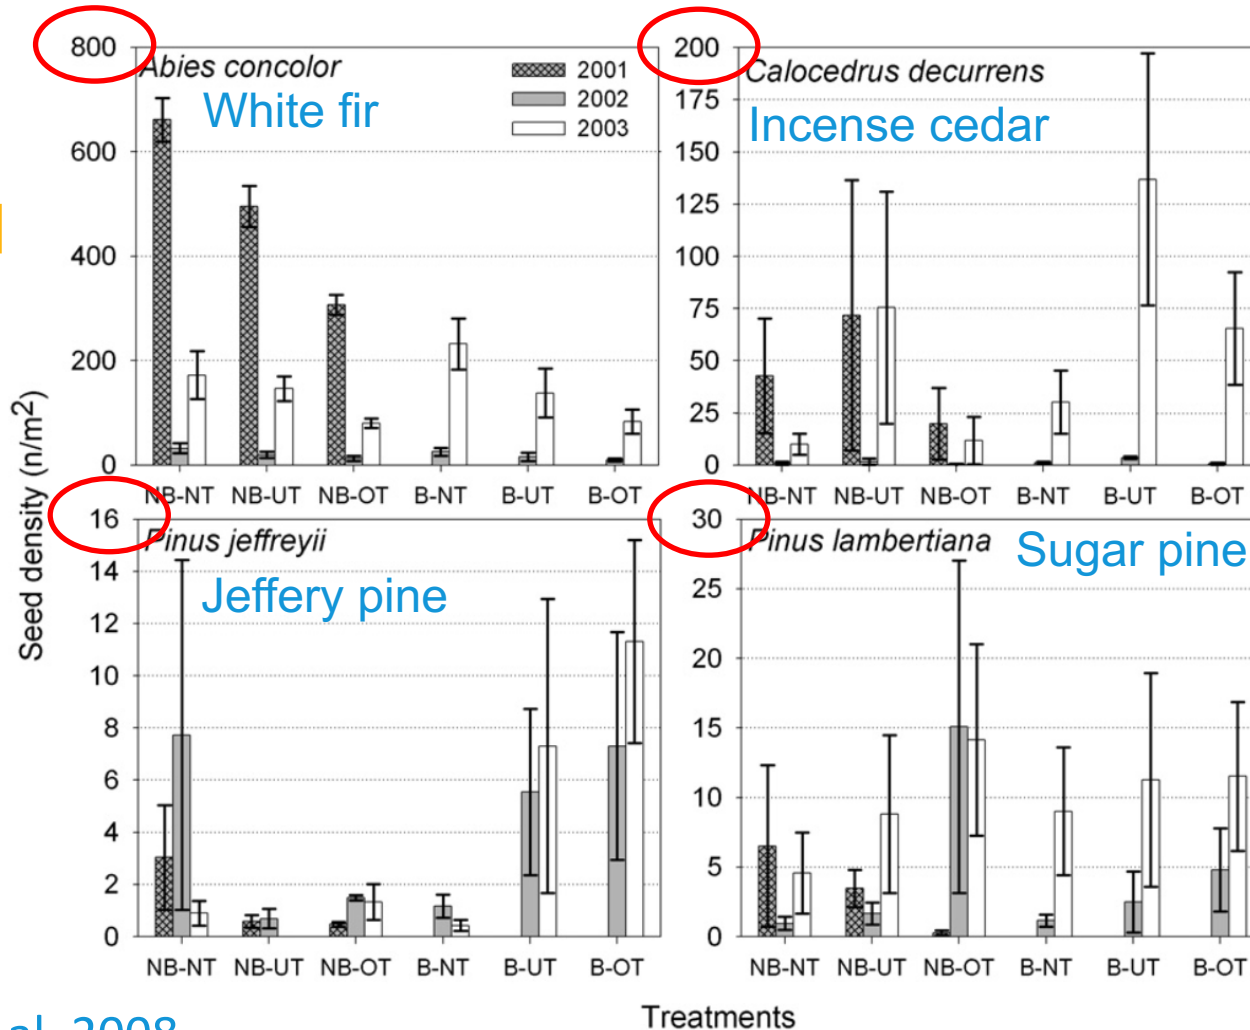 800
600
400
200
0
Abies concolor
White fir
2001
2002
2003
NB-NT NB-UT NB-OT B-NT B-UT B-OT
200
175
150
125
100
75
50
25
0
Calocedrus decurrens
Incense cedar
NB-NT NB-UT NB-OT B-NT B-UT B-OT
Seed density (n/m²)
16
14
12
10
8
6
4
2
0
Pinus jeffreyii
Jeffery pine
NB-NT NB-UT NB-OT B-NT B-UT B-OT
30
25
20
15
10
5
0
Pinus lambertiana
Sugar pine
NB-NT NB-UT NB-OT B-NT B-UT B-OT
Treatments
al. 2008